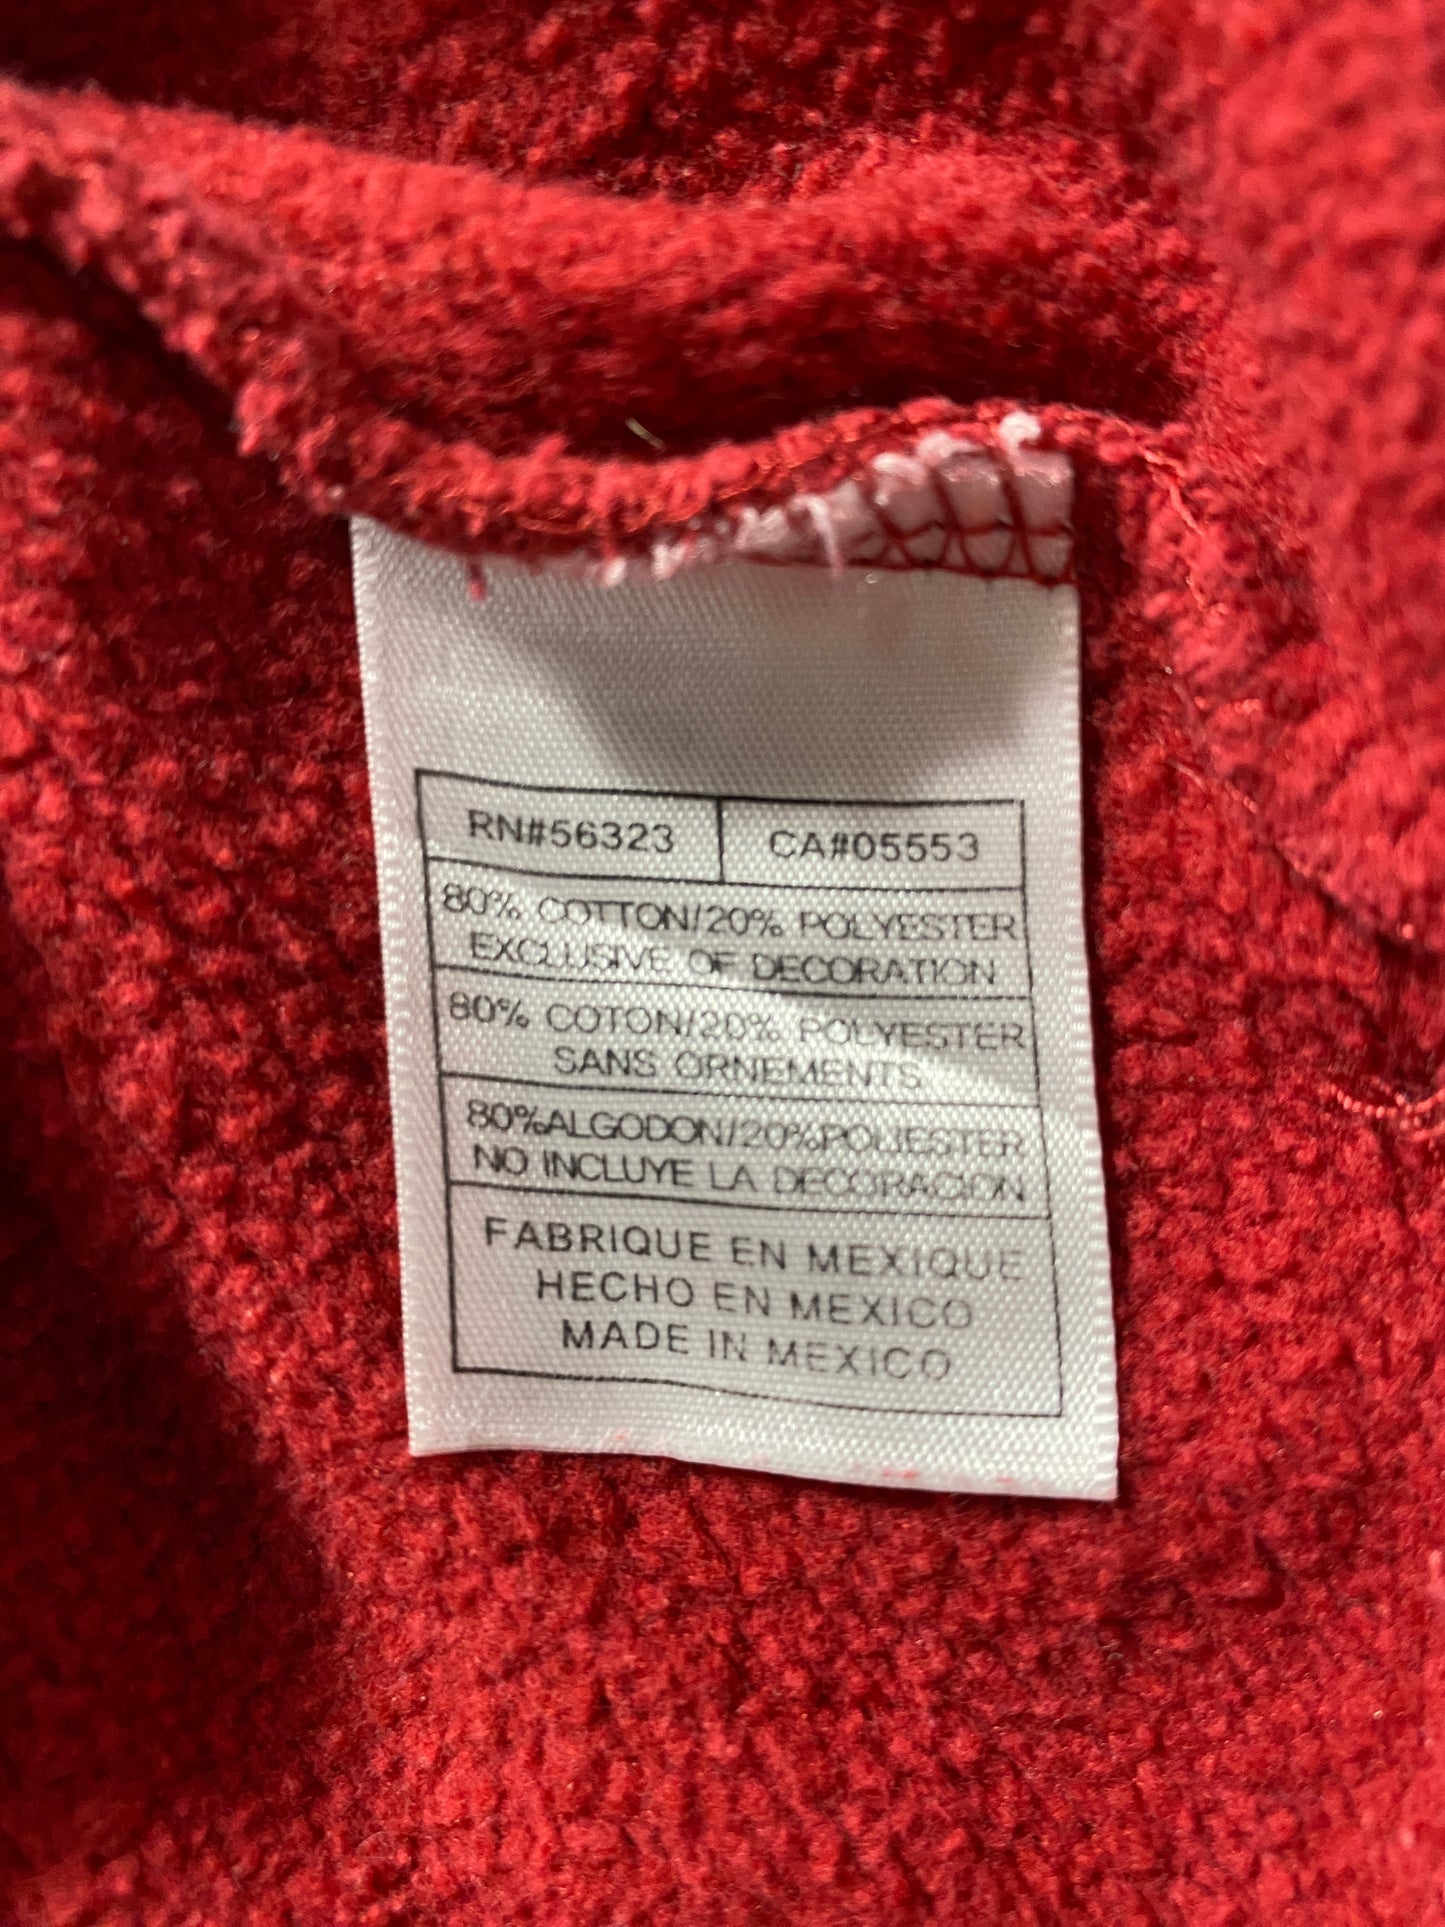 RN#56323 CA#05553
80% COTTON/20% POLYESTER
EXCLUSIVE OF DECORATION
80% COTON/20% POLYESTER
SANS ORNEMENTS
80%ALGODON/20%POLIESTER
NO INCLUYE LA DECORACION
FABRIQUE EN MEXIQUE
HECHO EN MEXICO
MADE IN MEXICO